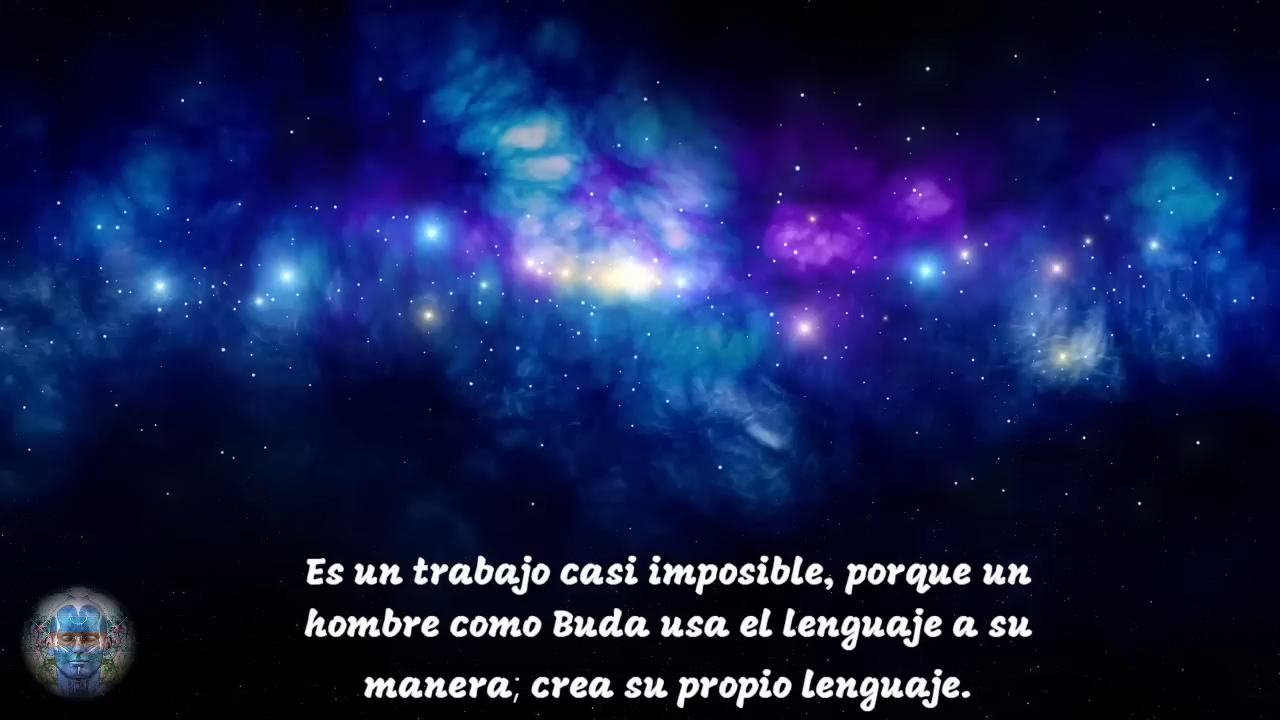 Es un trabajo casi imposible, porque un
hombre como Buda usa el lenguaje a su
manera; crea su propio lenguaje.